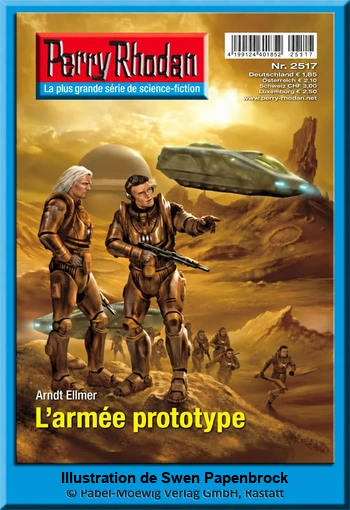 Perry Rhodan
La plus grande série de science-fiction
4199124401852
25517
Nr. 2517
Deutschland € 1,85
Österreich € 2,10
Schweiz CHF 3,00
Luxemburg € 2,50
www.perry-rhodan.net
Arndt Ellmer
L'armée prototype
Illustration de Swen Papenbrock
© Pabel-Moewig Verlag GmbH, Rastatt